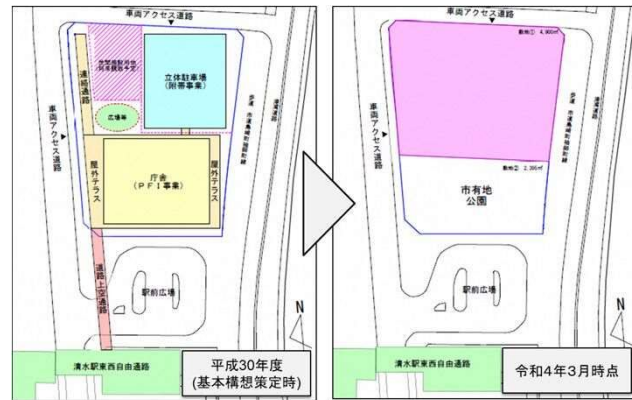 車両アクセス道路
連絡通路
立体駐車場
(附帯事業)
広場等
車両アクセス道路
屋外テラス
庁舎
(PFI事業)
屋外テラス
道路上空通路
駅前広場
N
清水駅東西自由通路
平成30年度
(基本構想策定時)
車両アクセス道路
車両アクセス道路
市有地
公園
駅前広場
N
清水駅東西自由通路
令和4年3月時点